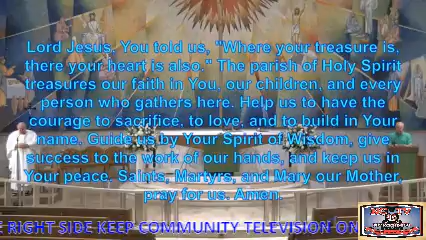 Lord Jesus, You told us, "Where your treasure is,
there your heart is also." The parish of Holy Spirit
treasures our faith in You, our children, and every
person who gathers here. Help us to have the
courage to sacrifice, to love, and to build in Your
name. Guide us by Your Spirit of Wisdom, give
success to the work of our hands, and keep us in
Your peace. Saints, Martyrs, and Mary our Mother,
pray for us. Amen.
RIGHT SIDE KEEP COMMUNITY TELEVISION ON